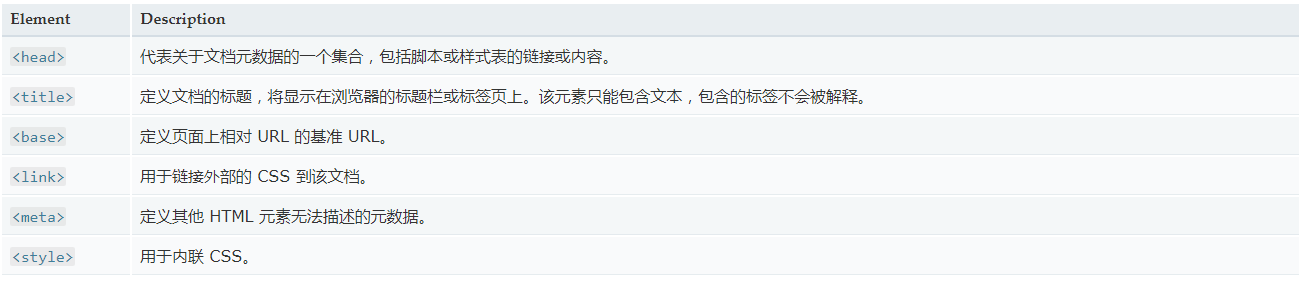 Element Description
<head> 代表关于文档元数据的一个集合，包括脚本或样式表的链接或内容。
<title> 定义文档的标题，将显示在浏览器的标题栏或标签页上。该元素只能包含文本，包含的标签不会被解释。
<base> 定义页面上相对 URL 的基准 URL。
<link> 用于链接外部的 CSS 到该文档。
<meta> 定义其他 HTML 元素无法描述的元数据。
<style> 用于内联 CSS。